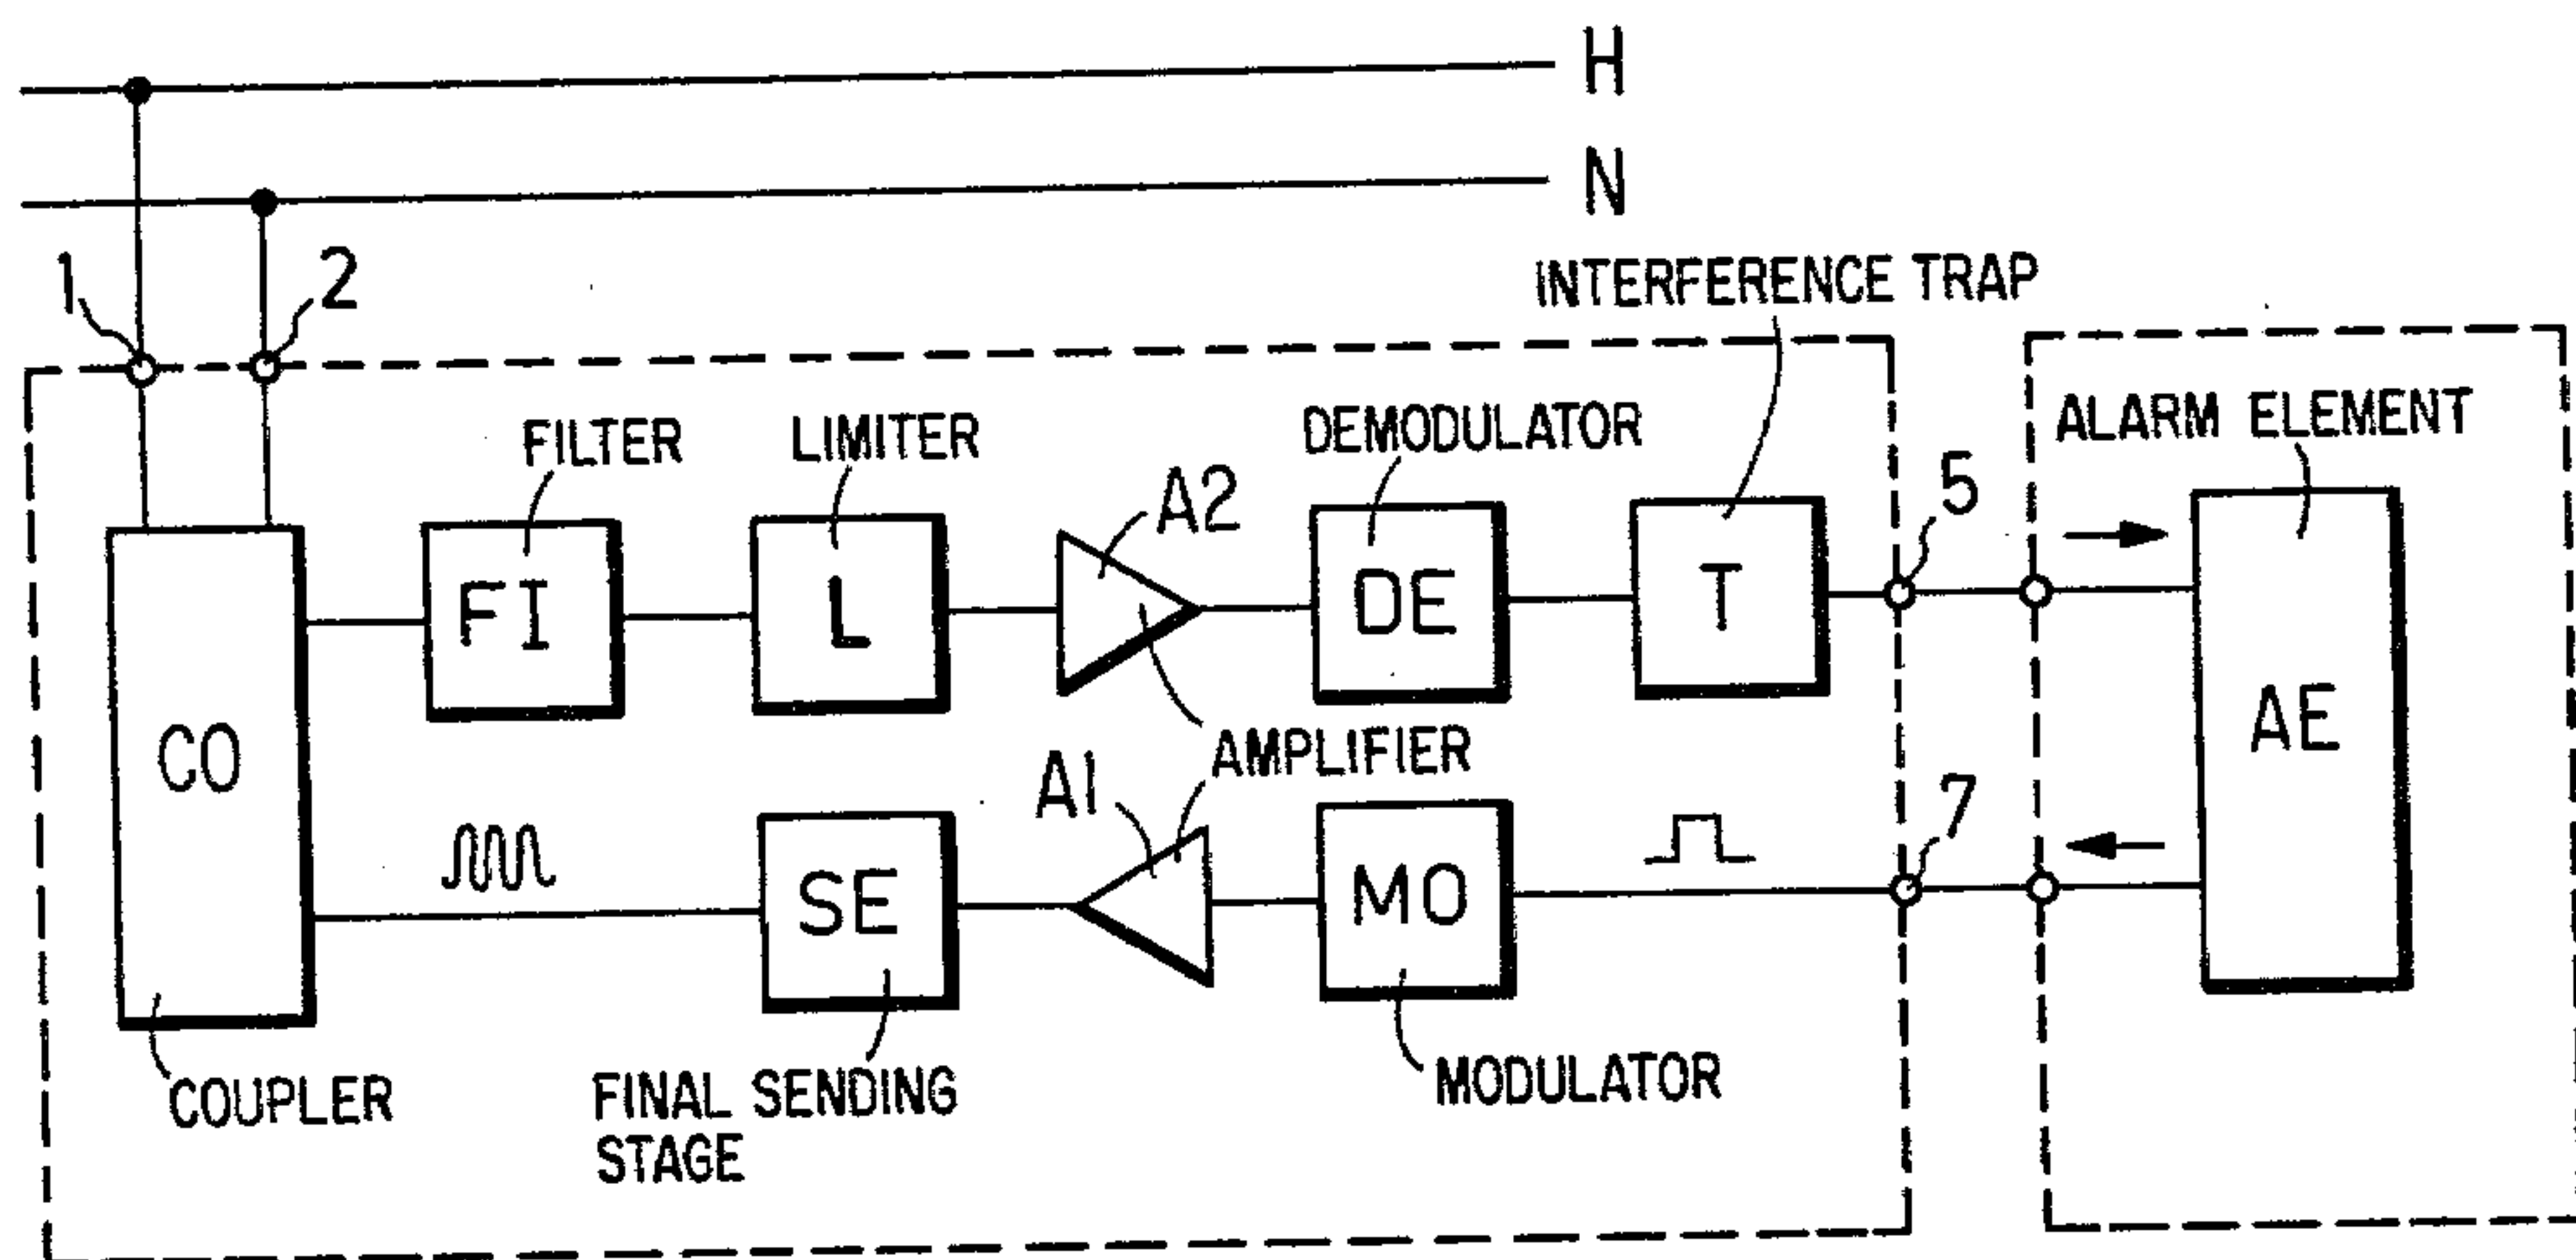 H
N
1
2
INTERFERENCE TRAP
FILTER
LIMITER
A2
DEMODULATOR
5
ALARM ELEMENT
CO
FI
L
DE
T
AE
AMPLIFIER
A1
7
SE
MO
COUPLER
FINAL SENDING
STAGE
MODULATOR